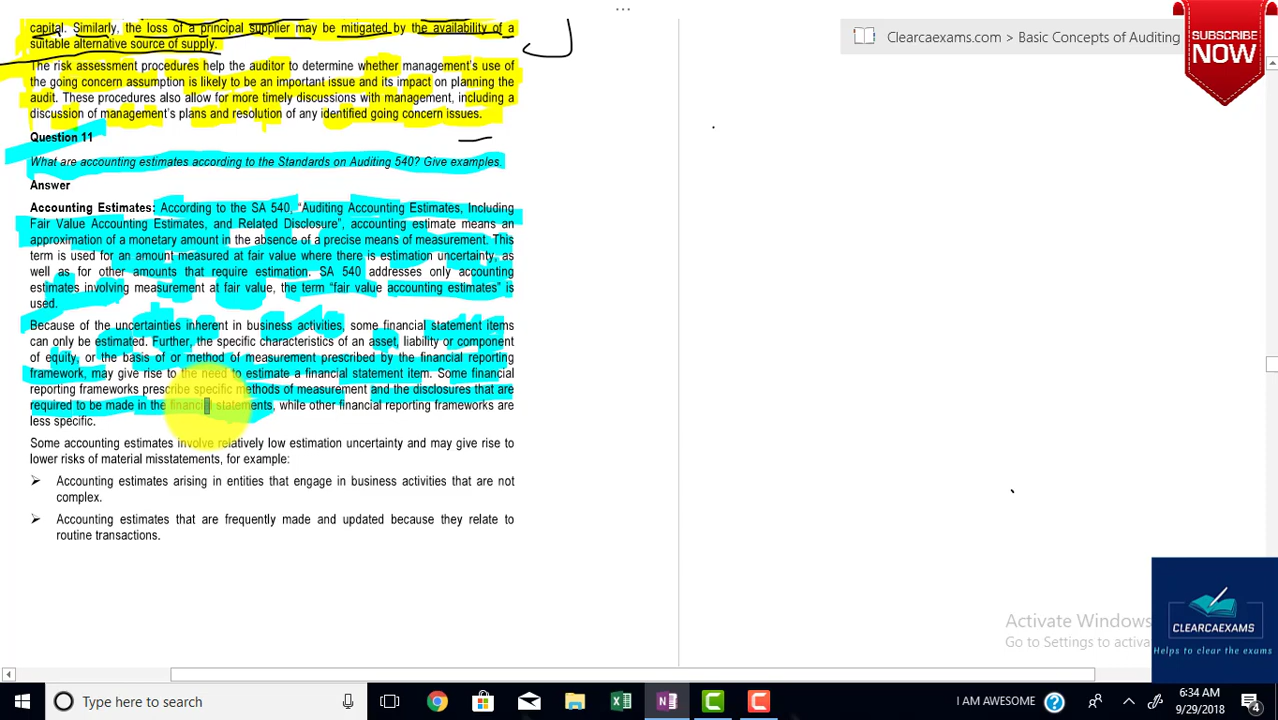 capital. Similarly, the loss of a principal supplier may be mitigated by the availability of a
suitable alternative source of supply.
The risk assessment procedures help the auditor to determine whether management's use of
the going concern assumption is likely to be an important issue and its impact on planning the
audit. These procedures also allow for more timely discussions with management, including a
discussion of management's plans and resolution of any identified going concern issues.
Question 11
What are accounting estimates according to the Standards on Auditing 540? Give examples.
Answer
Accounting Estimates: According to the SA 540, "Auditing Accounting Estimates, Including
Fair Value Accounting Estimates, and Related Disclosure", accounting estimate means an
approximation of a monetary amount in the absence of a precise means of measurement. This
term is used for an amount measured at fair value where there is estimation uncertainty, as
well as for other amounts that require estimation. SA 540 addresses only accounting
estimates involving measurement at fair value, the term "fair value accounting estimates" is
used.
Because of the uncertainties inherent in business activities, some financial statement items
can only be estimated. Further, the specific characteristics of an asset, liability or component
of equity, or the basis of or method of measurement prescribed by the financial reporting
framework, may give rise to the need to estimate a financial statement item. Some financial
reporting frameworks prescribe specific methods of measurement and the disclosures that are
required to be made in the financial statements, while other financial reporting frameworks are
less specific.
Some accounting estimates involve relatively low estimation uncertainty and may give rise to
lower risks of material misstatements, for example:
Accounting estimates arising in entities that engage in business activities that are not
complex.
Accounting estimates that are frequently made and updated because they relate to
routine transactions.
Clearcaexams.com > Basic Concepts of Auditing
SUBSCRIBE
NOW
Activate Windows
Go to Settings to activa
CLEARCAEXAMS
Helps to clear the exams
Type here to search
I AM AWESOME
6:34 AM
9/29/2018
4